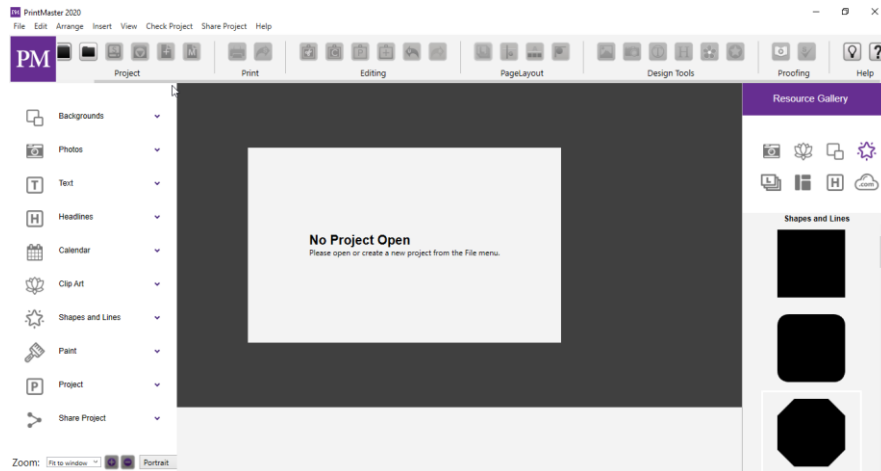 PrintMaster 2020
File Edit Arrange Insert View Check Project Share Project Help
PM
Project
Print
Editing
PageLayout
Design Tools
Proofing
Help
Backgrounds
Photos
Text
Headlines
Calendar
Clip Art
Shapes and Lines
Paint
Project
Share Project
Zoom: Fit to window Portrait
No Project Open
Please open or create a new project from the File menu.
Resource Gallery
Shapes and Lines